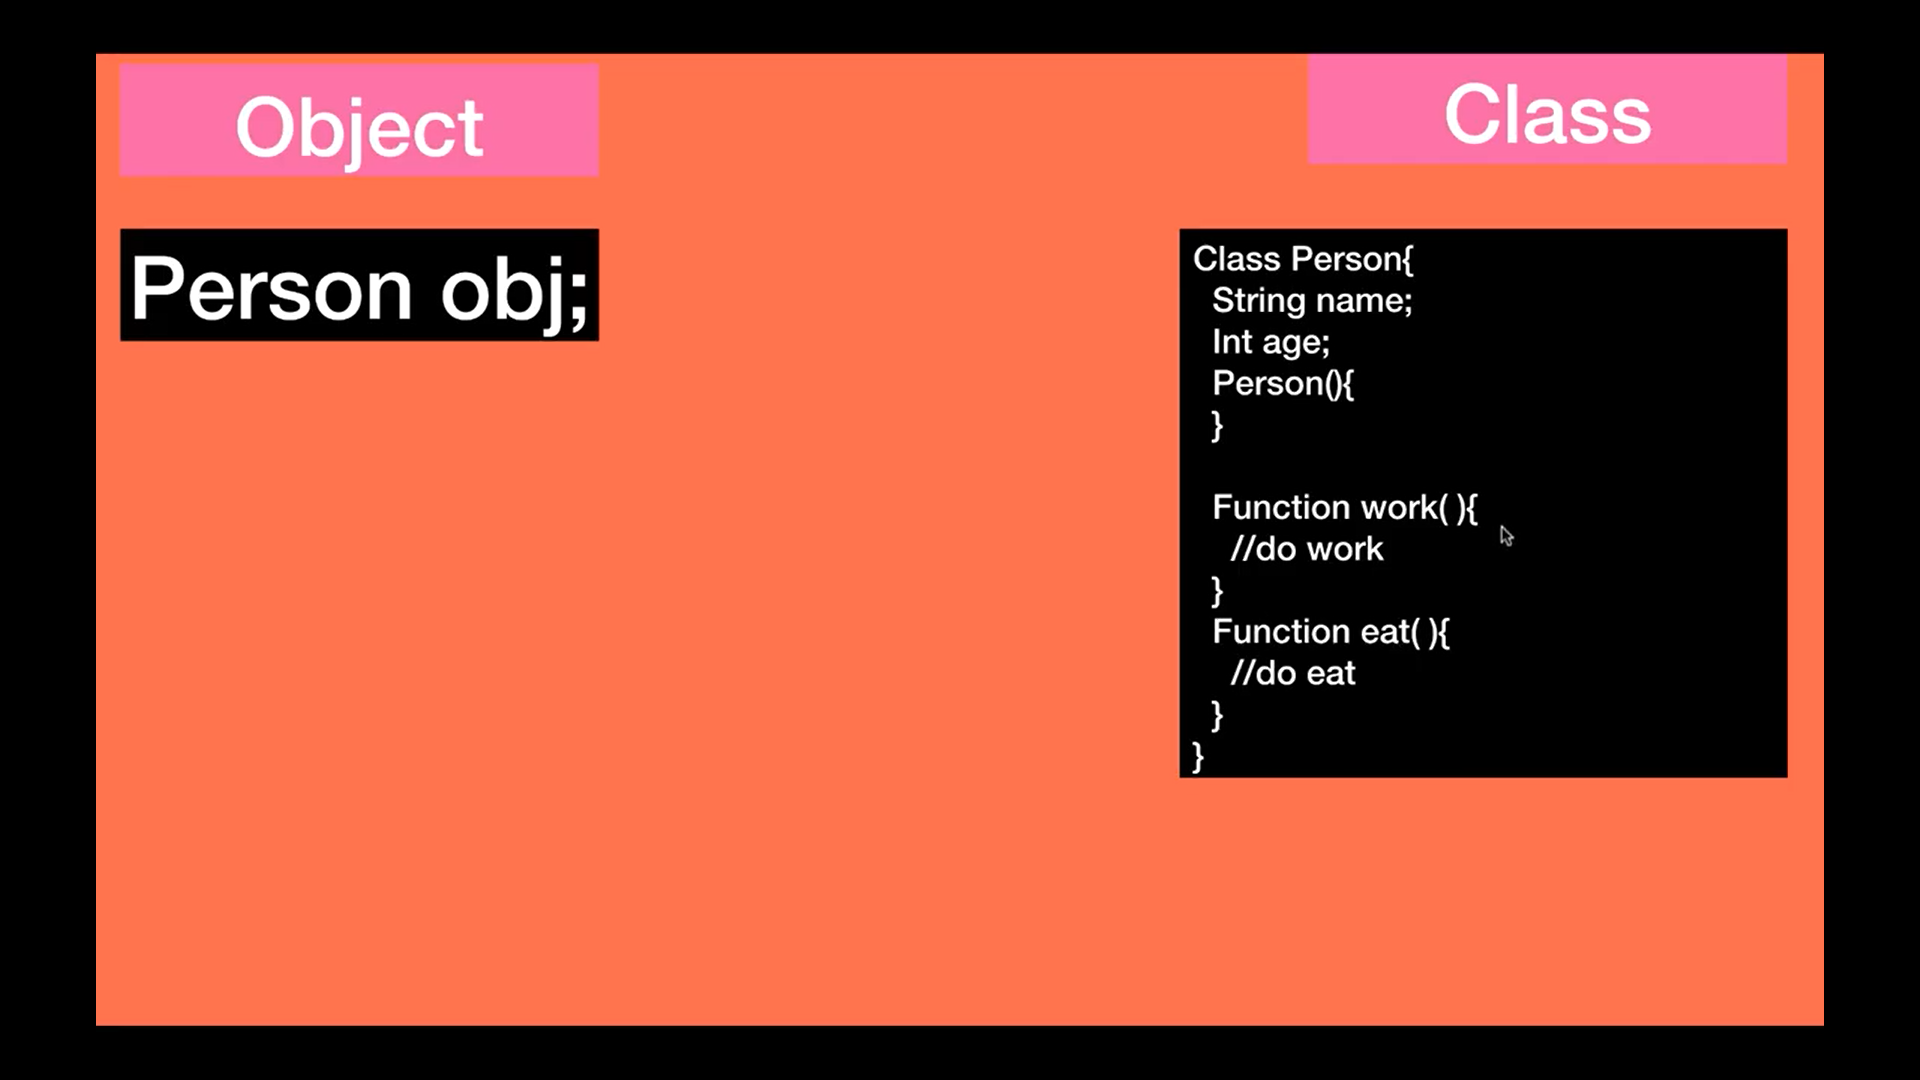 Object
Class
Person obj;
Class Person{
String name;
Int age;
Person(){
}
Function work( ){
//do work
}
Function eat( ){
//do eat
}
}